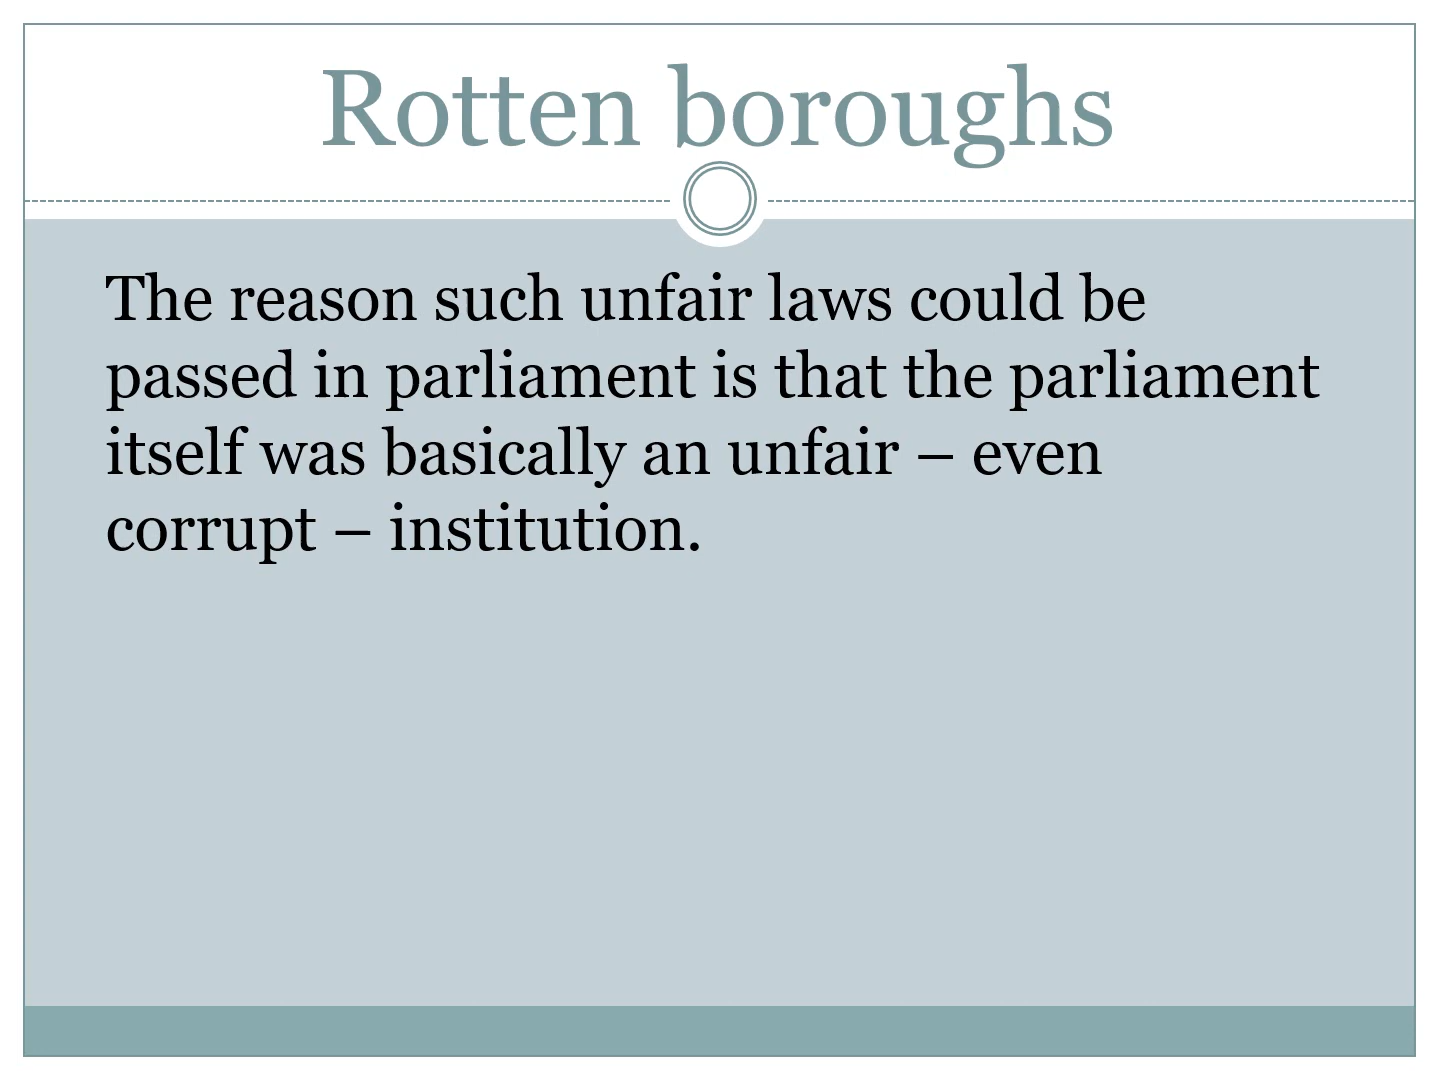 Rotten boroughs
The reason such unfair laws could be
passed in parliament is that the parliament
itself was basically an unfair – even
corrupt – institution.